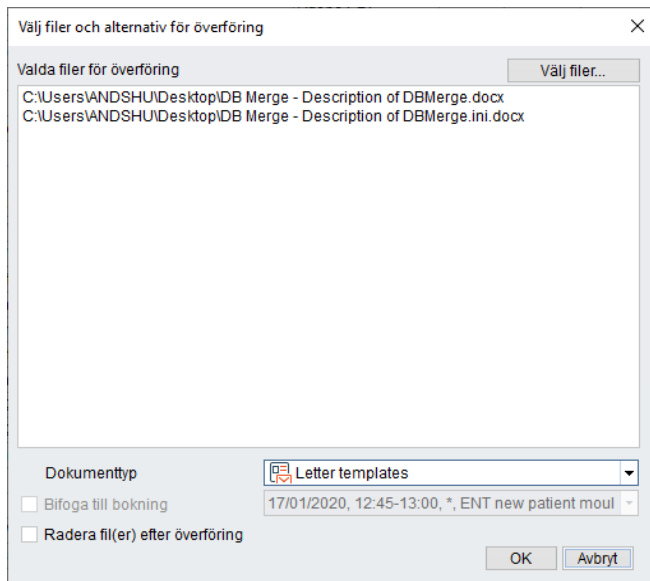 Välj filer och alternativ för överföring
Valda filer för överföring
Välj filer...
C:\Users\ANDSHU\Desktop\DB Merge - Description of DBMerge.docx
C:\Users\ANDSHU\Desktop\DB Merge - Description of DBMerge.ini.docx
Dokumenttyp
Letter templates
Bifoga till bokning
17/01/2020, 12:45-13:00, *, ENT new patient moul
Radera fil(er) efter överföring
OK
Avbryt